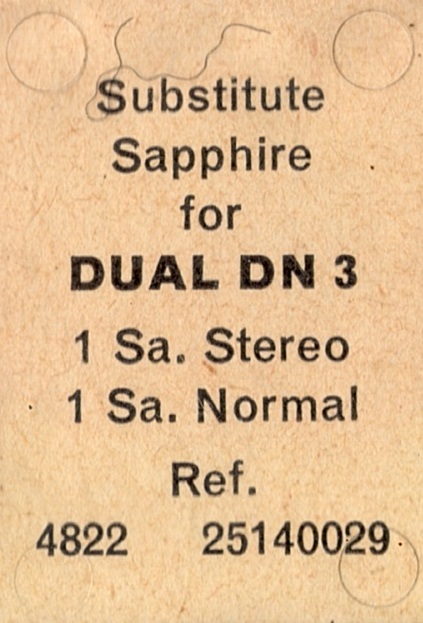 Substitute
Sapphire
for
DUAL DN 3
1 Sa. Stereo
1 Sa. Normal
Ref.
4822 25140029